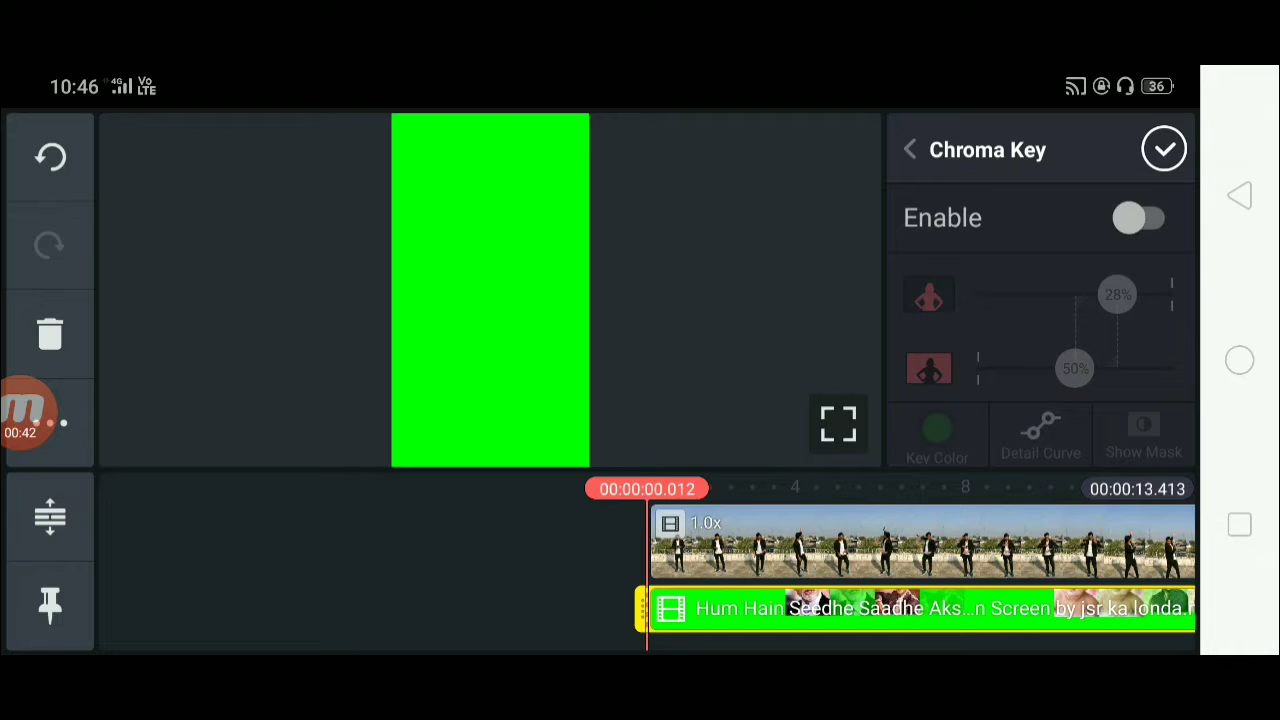 10:46 4G Vo LTE
36
Chroma Key
Enable
28%
50%
00:42
Key Color Detail Curve Show Mask
00:00:00.012 4 8 00:00:13.413
1.0x
Hum Hain Seedhe Saadhe Aks...n Screen by jsr.ka.londa.